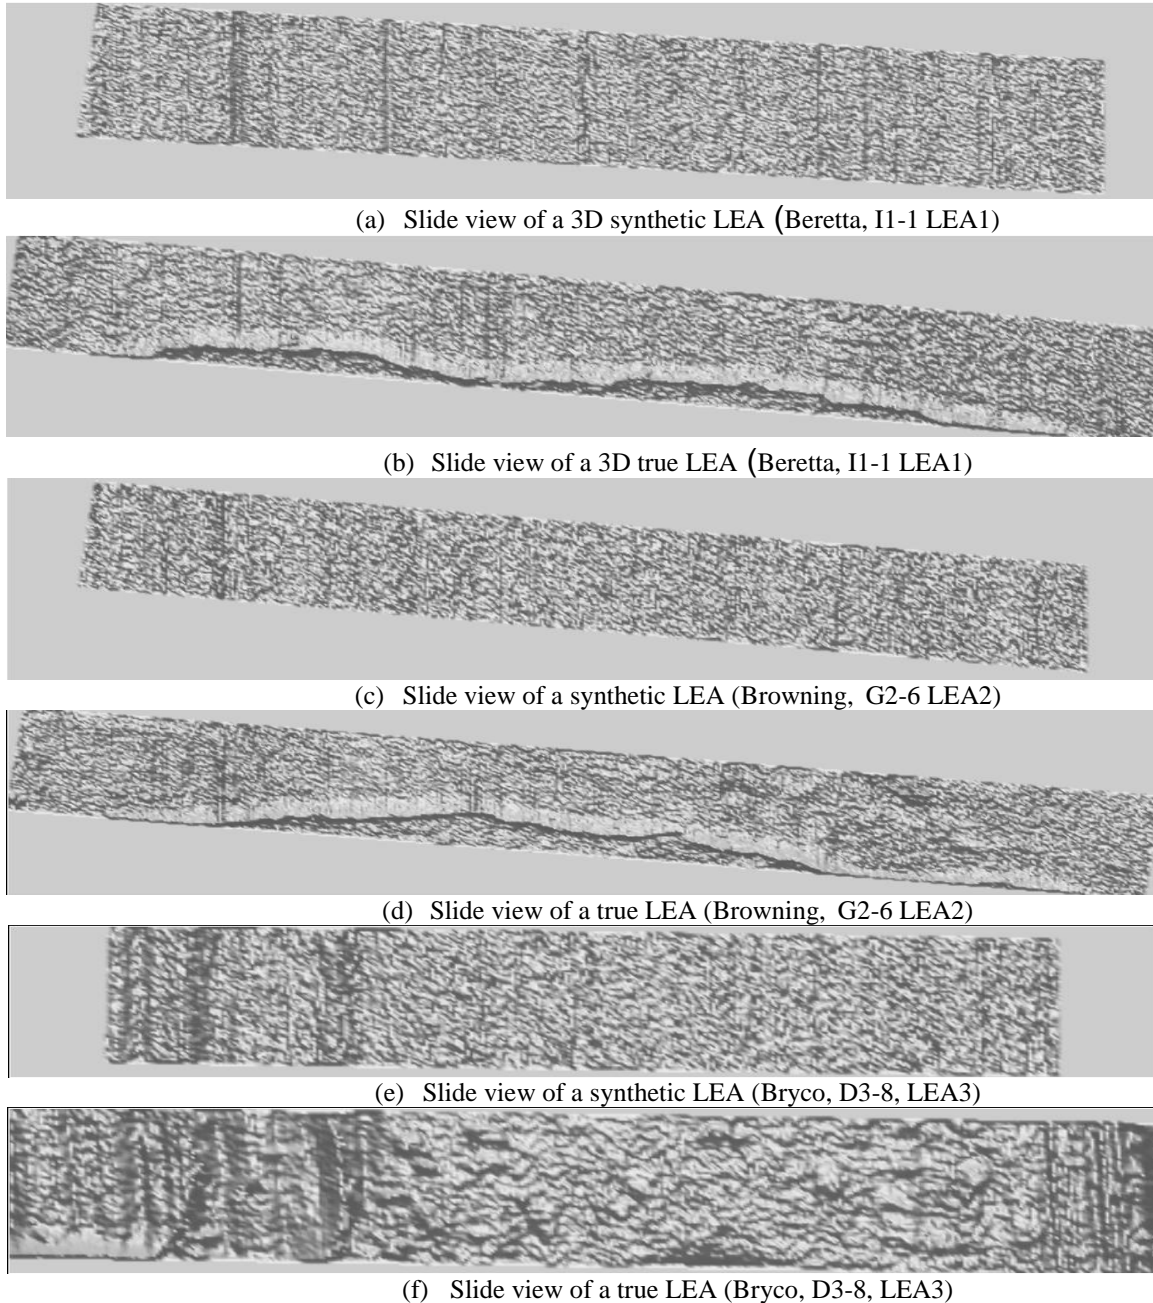 (a) Slide view of a 3D synthetic LEA (Beretta, I1-1 LEA1)
(b) Slide view of a 3D true LEA (Beretta, I1-1 LEA1)
(c) Slide view of a synthetic LEA (Browning, G2-6 LEA2)
(d) Slide view of a true LEA (Browning, G2-6 LEA2)
(e) Slide view of a synthetic LEA (Bryco, D3-8, LEA3)
(f) Slide view of a true LEA (Bryco, D3-8, LEA3)